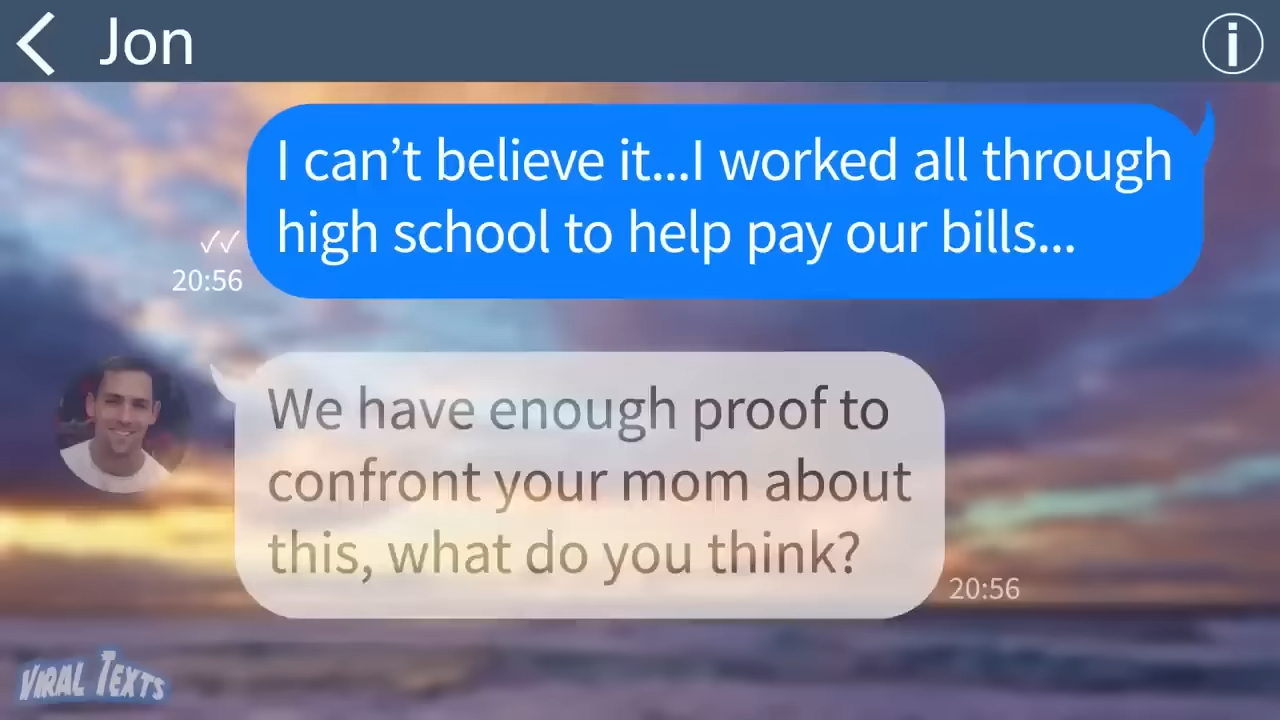 Jon
i
I can’t believe it...I worked all through
high school to help pay our bills...
20:56
We have enough proof to
confront your mom about
this, what do you think?
20:56
VIRAL TEXTS